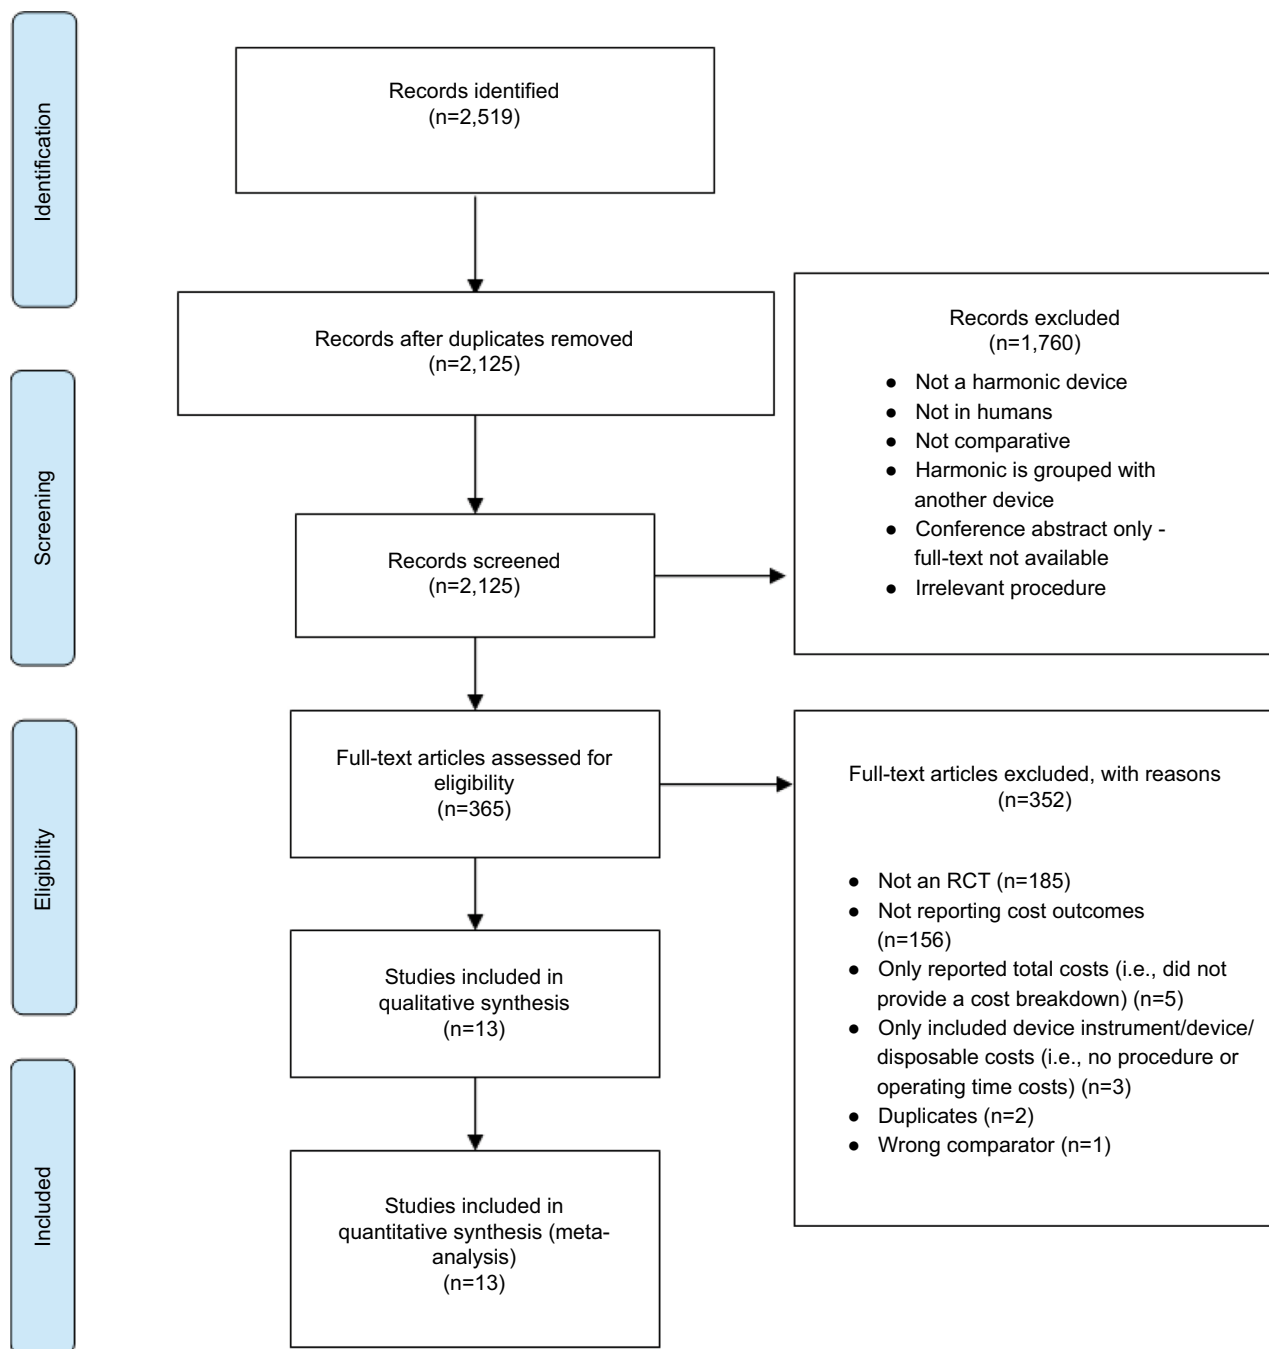 Identification
Records identified
(n=2,519)
Records after duplicates removed
(n=2,125)
Records excluded
(n=1,760)
● Not a harmonic device
● Not in humans
● Not comparative
● Harmonic is grouped with
another device
● Conference abstract only -
full-text not available
● Irrelevant procedure
Screening
Records screened
(n=2,125)
Eligibility
Full-text articles assessed for
eligibility
(n=365)
Full-text articles excluded, with reasons
(n=352)
● Not an RCT (n=185)
● Not reporting cost outcomes
(n=156)
● Only reported total costs (i.e., did not
provide a cost breakdown) (n=5)
● Only included device instrument/device/
disposable costs (i.e., no procedure or
operating time costs) (n=3)
● Duplicates (n=2)
● Wrong comparator (n=1)
Studies included in
qualitative synthesis
(n=13)
Included
Studies included in
quantitative synthesis (meta-
analysis)
(n=13)